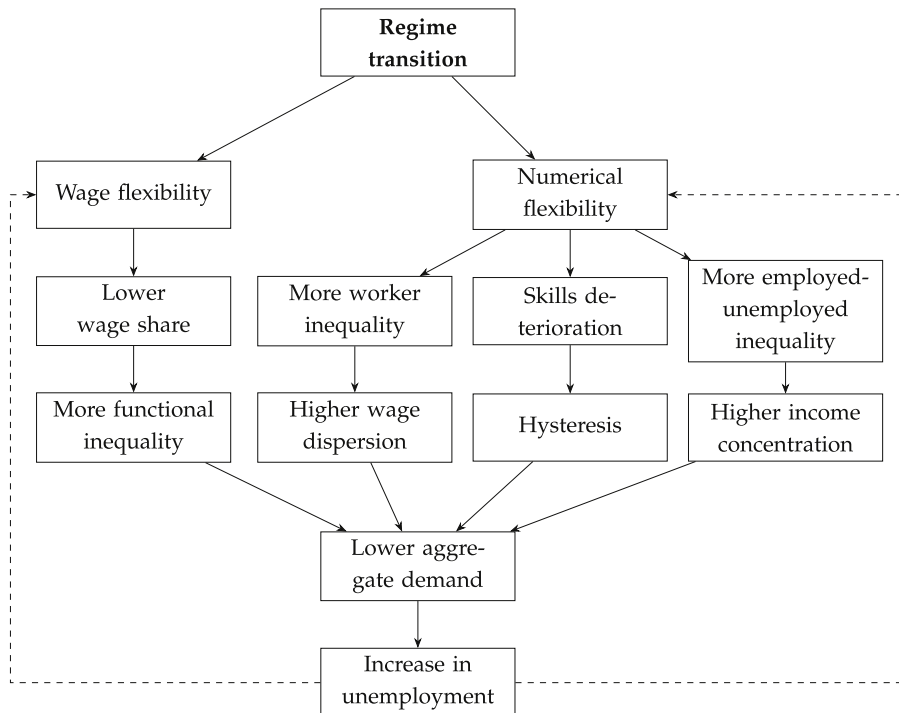 Regime
transition
Wage flexibility
Numerical
flexibility
Lower
wage share
More worker
inequality
Skills de-
terioration
More employed-
unemployed
inequality
More functional
inequality
Higher wage
dispersion
Hysteresis
Higher income
concentration
Lower aggre-
gate demand
Increase in
unemployment